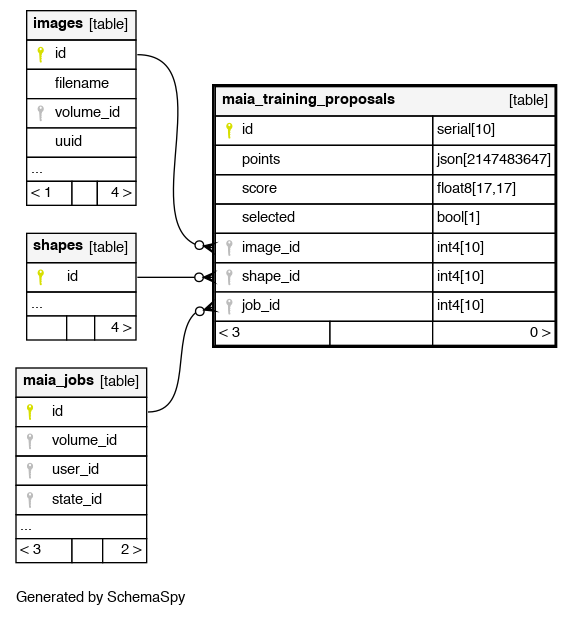 images [table]
id
filename
volume_id
uuid
...
< 1 4 >
shapes [table]
id
...
4 >
maia_jobs [table]
id
volume_id
user_id
state_id
...
< 3 2 >
maia_training_proposals [table]
id serial[10]
points json[2147483647]
score float8[17,17]
selected bool[1]
image_id int4[10]
shape_id int4[10]
job_id int4[10]
< 3 0 >
Generated by SchemaSpy